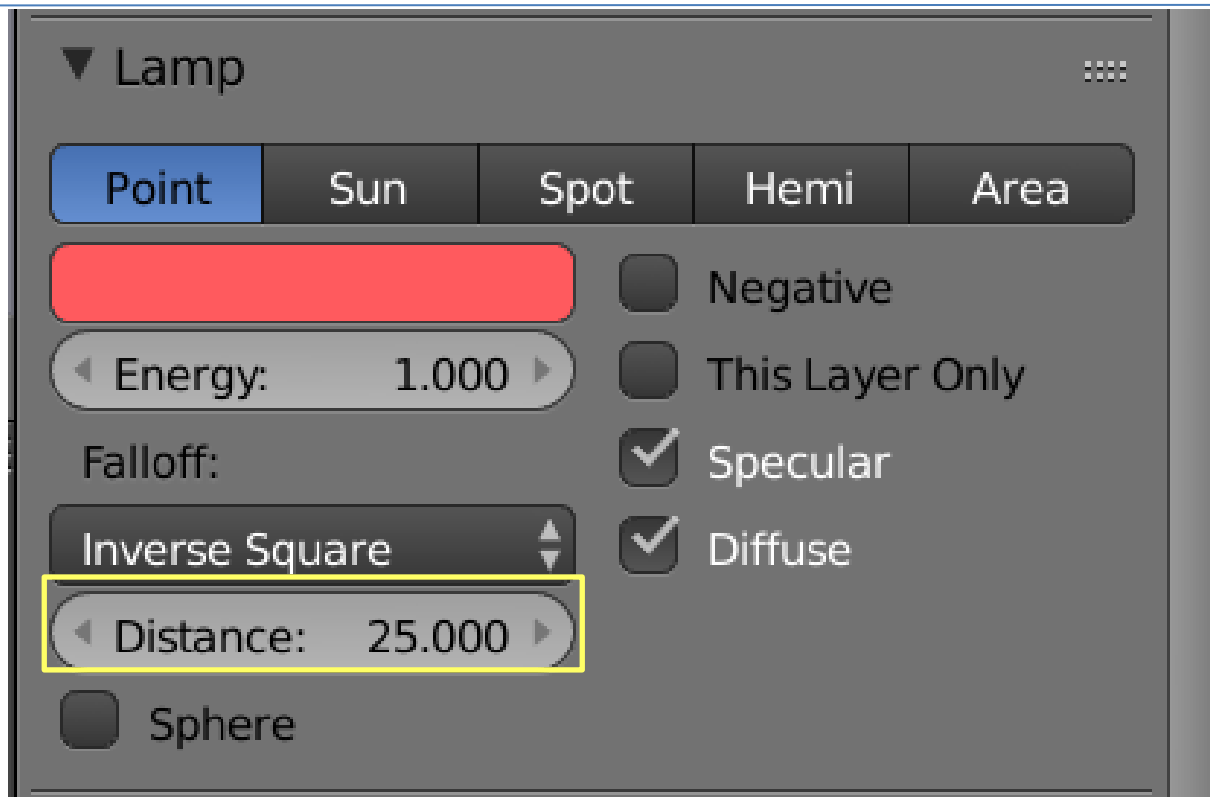 Lamp
Point Sun Spot Hemi Area
Negative
Energy: 1.000 This Layer Only
Falloff: Specular
Inverse Square Diffuse
Distance: 25.000
Sphere